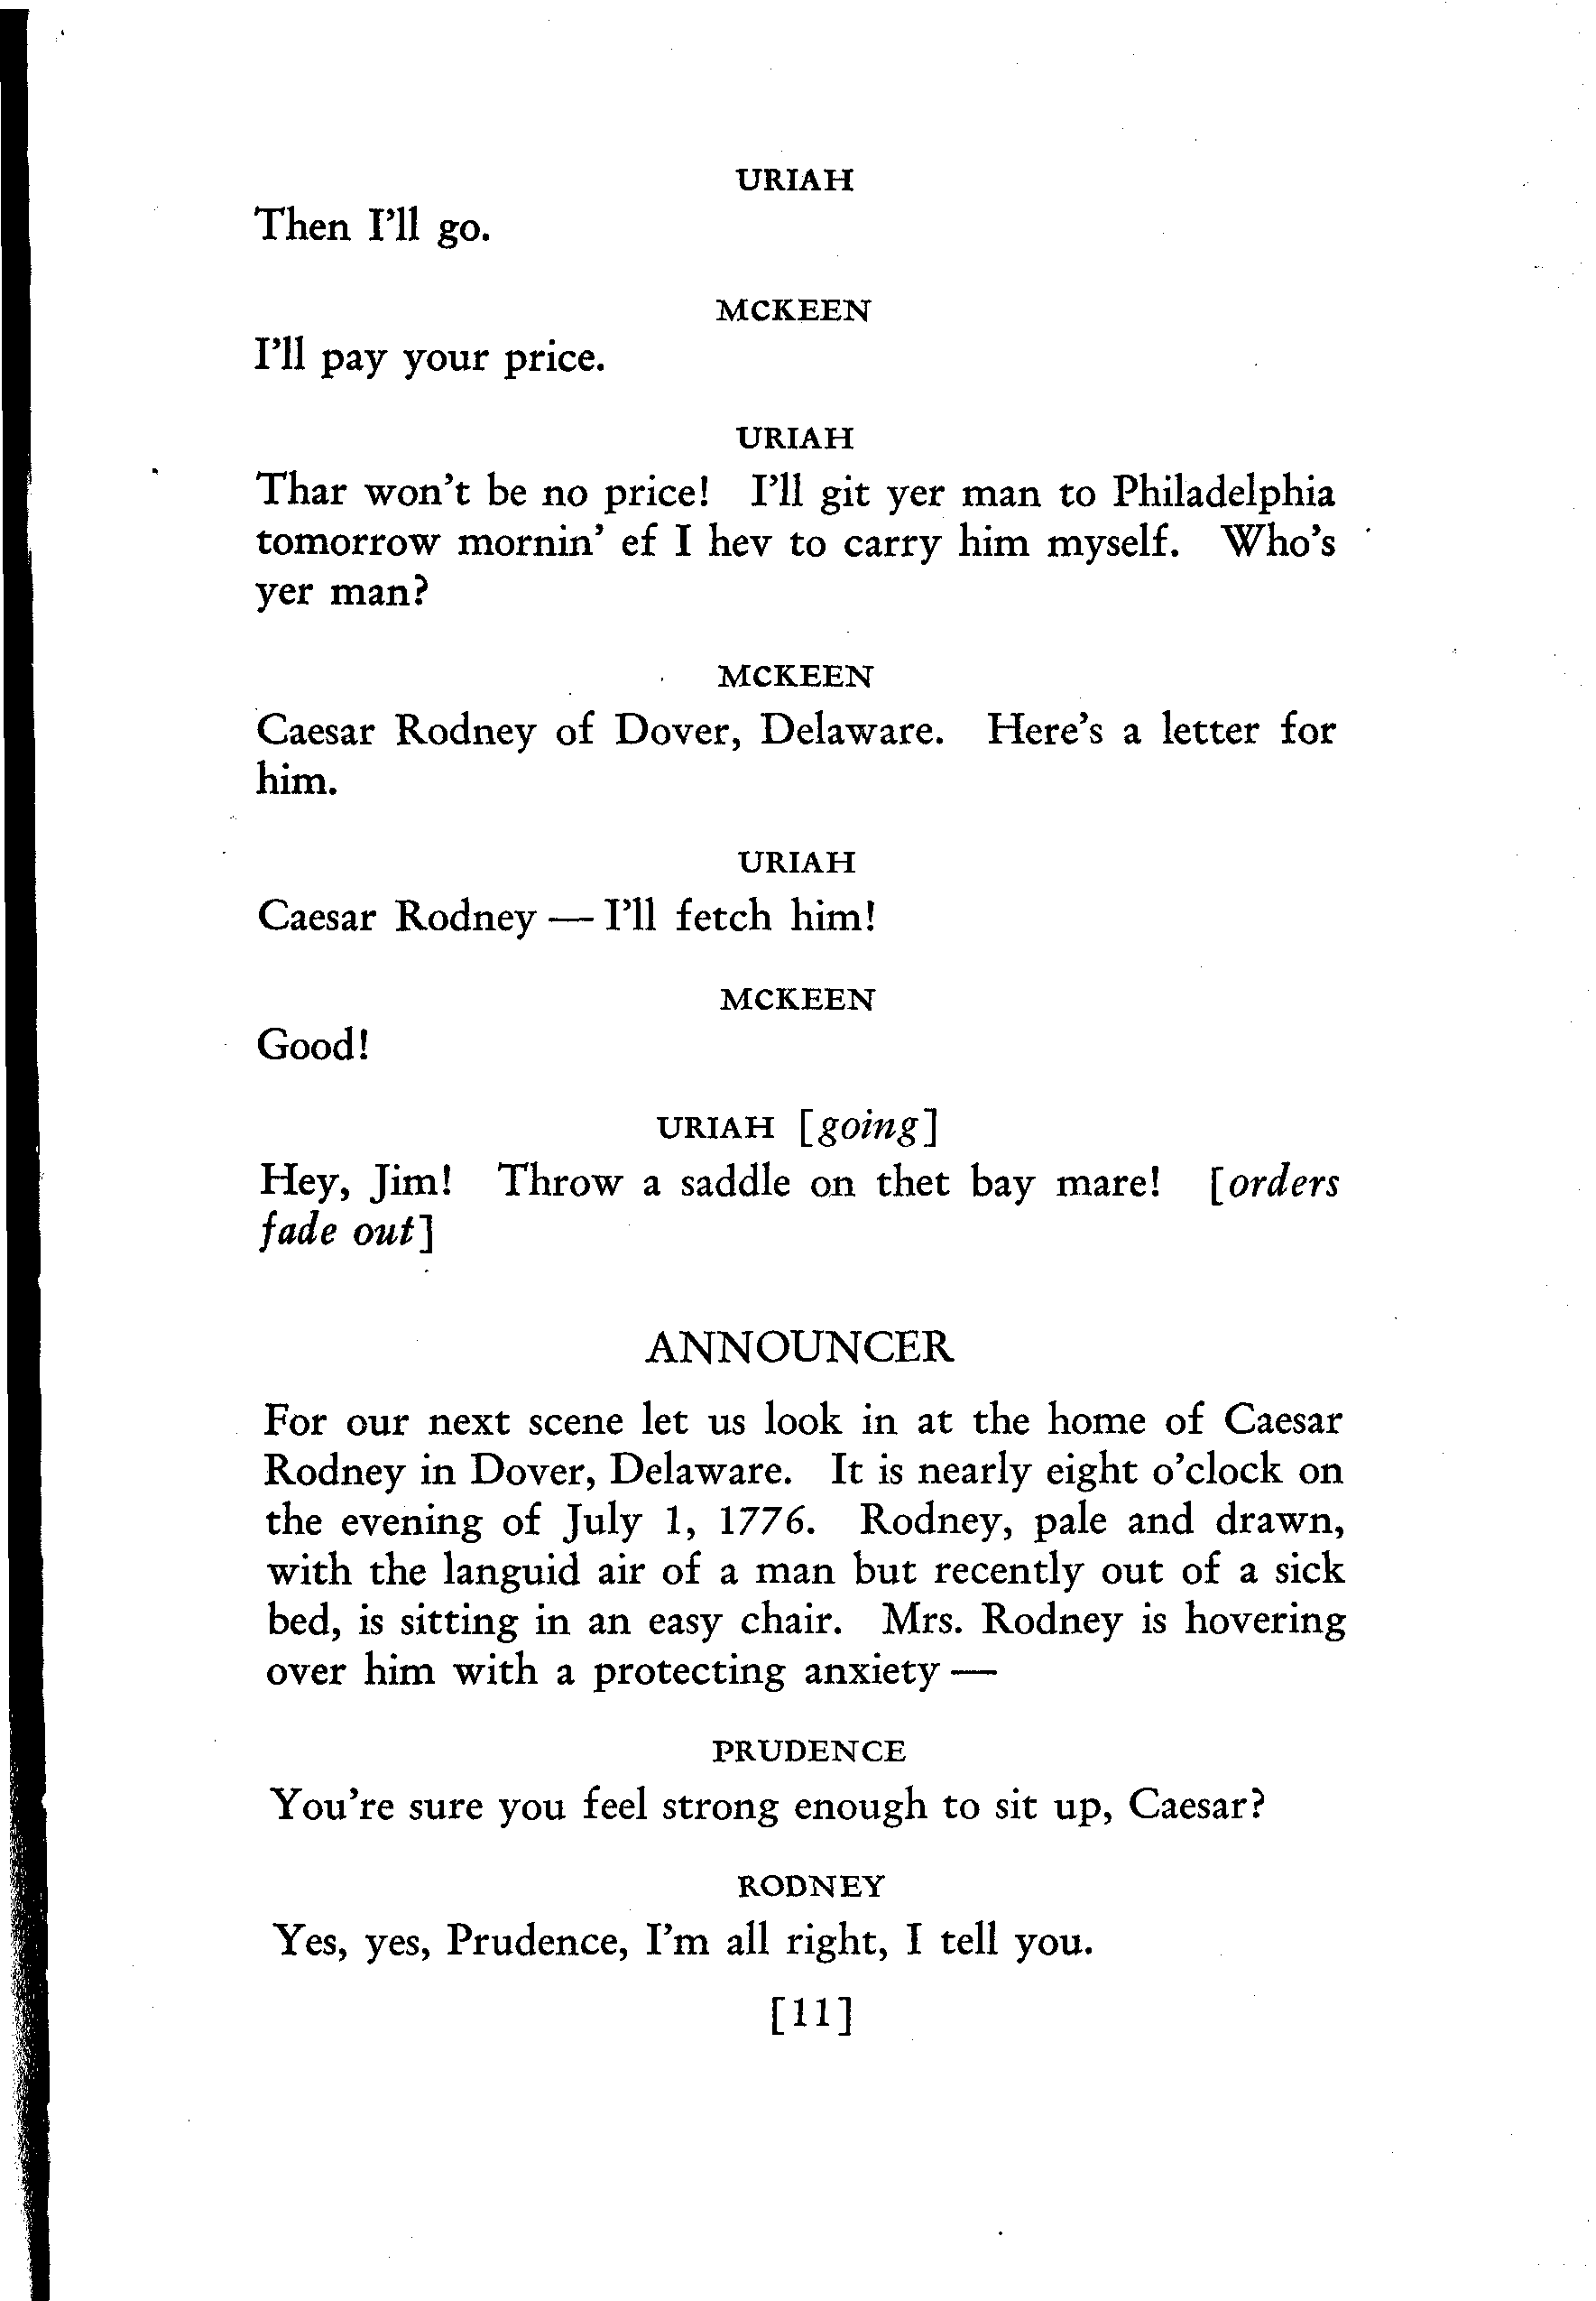 URIAH
Then I'll go.
MCKEEN
I'll pay your price.
URIAH
Thar won't be no price! I'll git yer man to Philadelphia
tomorrow mornin' ef I hev to carry him myself. Who's
yer man?
MCKEEN
Caesar Rodney of Dover, Delaware. Here's a letter for
him.
URIAH
Caesar Rodney — I'll fetch him!
MCKEEN
Good!
URIAH [going]
Hey, Jim! Throw a saddle on thet bay mare! [orders
fade out]
ANNOUNCER
For our next scene let us look in at the home of Caesar
Rodney in Dover, Delaware. It is nearly eight o'clock on
the evening of July 1, 1776. Rodney, pale and drawn,
with the languid air of a man but recently out of a sick
bed, is sitting in an easy chair. Mrs. Rodney is hovering
over him with a protecting anxiety —
PRUDENCE
You're sure you feel strong enough to sit up, Caesar?
RODNEY
Yes, yes, Prudence, I'm all right, I tell you.
[11]